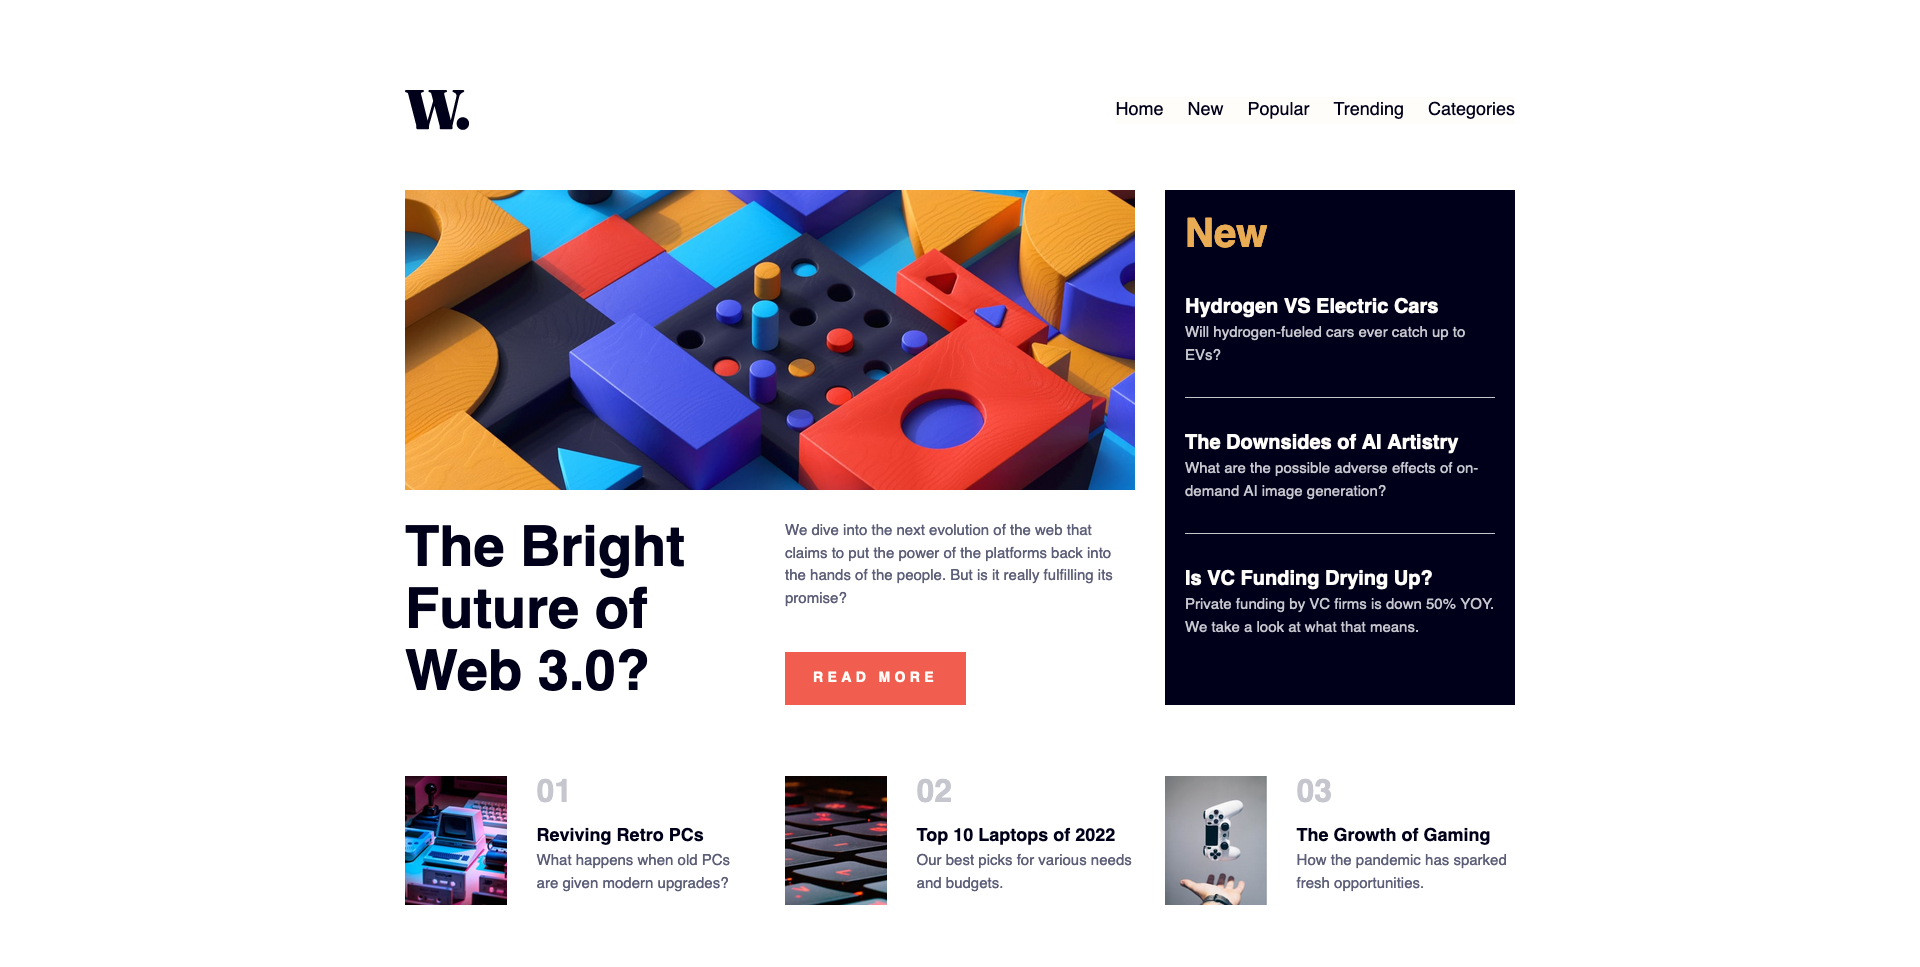 W.
Home New Popular Trending Categories
The Bright
Future of
Web 3.0?
We dive into the next evolution of the web that
claims to put the power of the platforms back into
the hands of the people. But is it really fulfilling its
promise?
READ MORE
New
Hydrogen VS Electric Cars
Will hydrogen-fueled cars ever catch up to
EVs?
The Downsides of AI Artistry
What are the possible adverse effects of on-
demand AI image generation?
Is VC Funding Drying Up?
Private funding by VC firms is down 50% YOY.
We take a look at what that means.
01
Reviving Retro PCs
What happens when old PCs
are given modern upgrades?
02
Top 10 Laptops of 2022
Our best picks for various needs
and budgets.
03
The Growth of Gaming
How the pandemic has sparked
fresh opportunities.